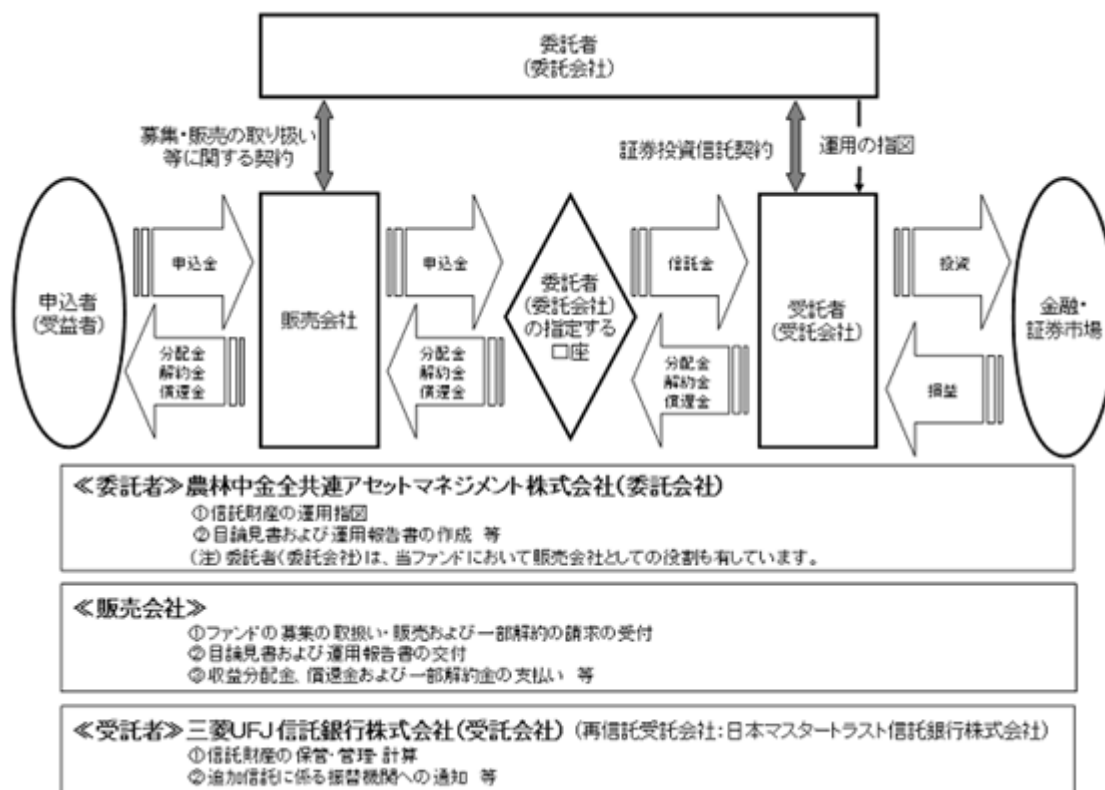 委託者
(委託会社)
募集・販売の取り扱い
等に関する契約
証券投資信託契約
運用の指図
申込者
(受益者)
申込金
分配金
解約金
償還金
販売会社
申込金
分配金
解約金
償還金
委託者
(委託会社)
の指定する
口座
信託金
分配金
解約金
償還金
受託者
(受託会社)
投資
損益
金融・
証券市場
≪委託者≫農林中金全共連アセットマネジメント株式会社(委託会社)
①信託財産の運用指図
②目論見書および運用報告書の作成 等
(注)委託者(委託会社)は、当ファンドにおいて販売会社としての役割も有しています。
≪販売会社≫
①ファンドの募集の取扱い・販売および一部解約の請求の受付
②目論見書および運用報告書の交付
③収益分配金、償還金および一部解約金の支払い 等
≪受託者≫三菱UFJ信託銀行株式会社(受託会社) (再信託受託会社:日本マスタートラスト信託銀行株式会社)
①信託財産の保管・管理・計算
②追加信託に係る振替機関への通知 等